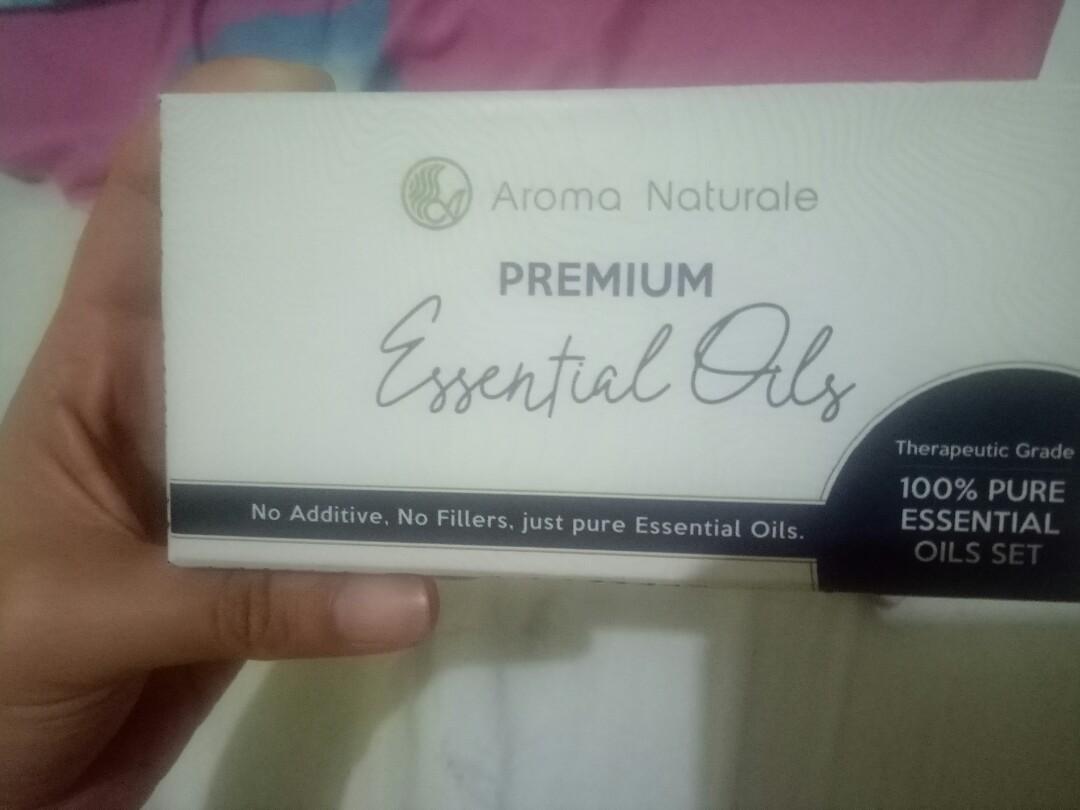 Aroma Naturale
PREMIUM
Essential Oils
No Additive, No Fillers, just pure Essential Oils.
Therapeutic Grade
100% PURE
ESSENTIAL
OILS SET